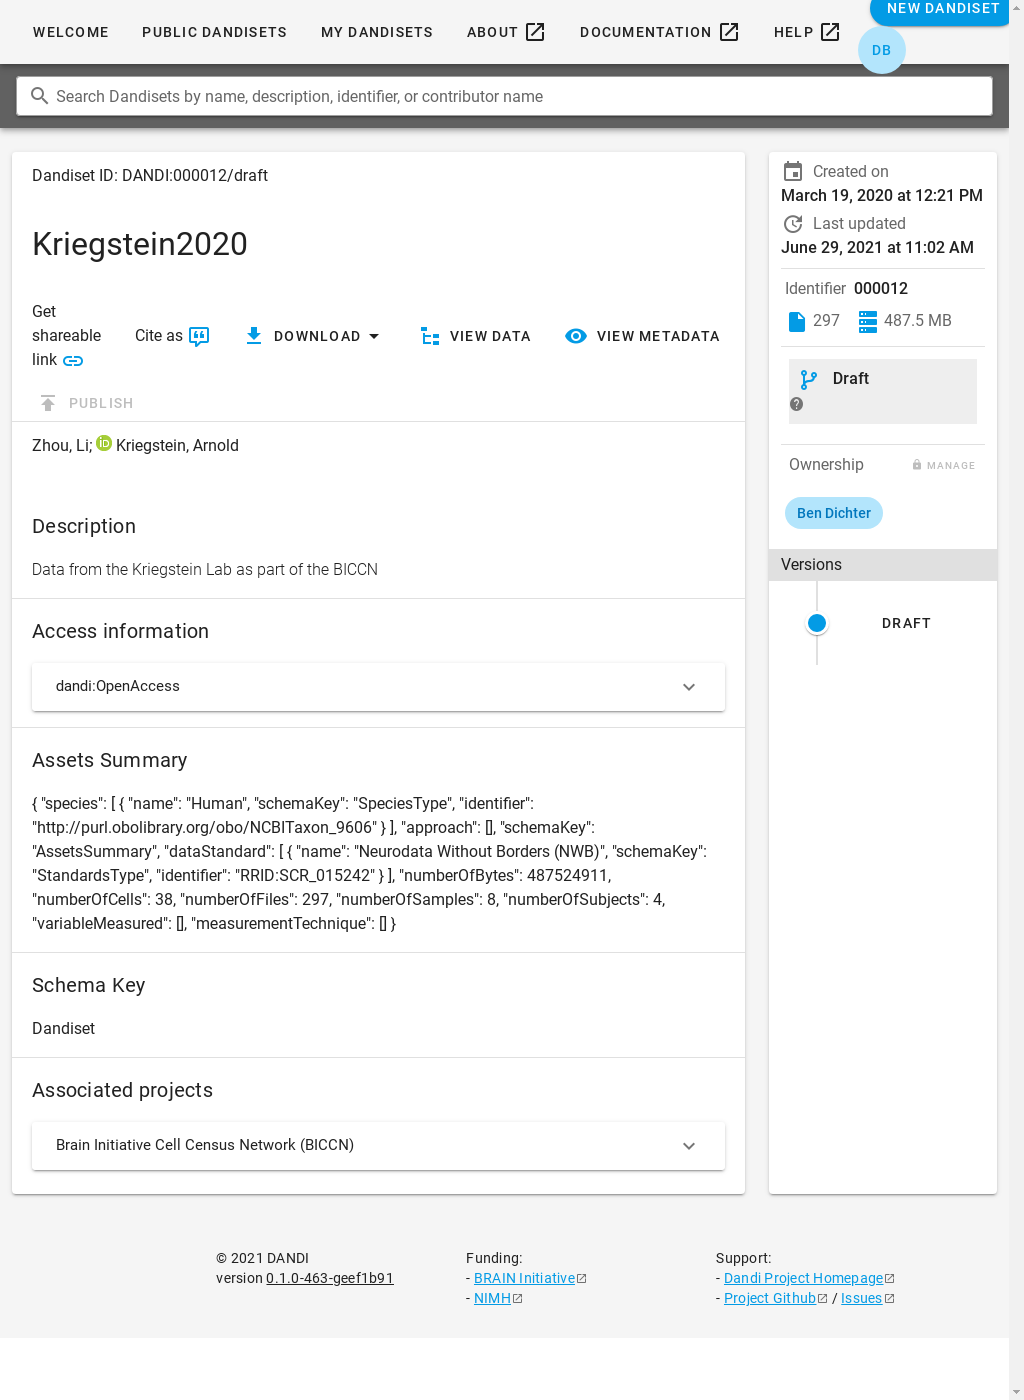 WELCOME PUBLIC DANDISETS MY DANDISETS ABOUT DOCUMENTATION HELP NEW DANDISET
DB
Search Dandisets by name, description, identifier, or contributor name
Dandiset ID: DANDI:000012/draft
Kriegstein2020
Get
shareable
link
Cite as
DOWNLOAD
VIEW DATA
VIEW METADATA
PUBLISH
Zhou, Li; Kriegstein, Arnold
Description
Data from the Kriegstein Lab as part of the BICCN
Access information
dandi:OpenAccess
Assets Summary
{ "species": [ { "name": "Human", "schemaKey": "SpeciesType", "identifier":
"http://purl.obolibrary.org/obo/NCBITaxon_9606" } ], "approach": [], "schemaKey":
"AssetsSummary", "dataStandard": [ { "name": "Neurodata Without Borders (NWB)", "schemaKey":
"StandardsType", "identifier": "RRID:SCR_015242" } ], "numberOfBytes": 487524911,
"numberOfCells": 38, "numberOfFiles": 297, "numberOfSamples": 8, "numberOfSubjects": 4,
"variableMeasured": [], "measurementTechnique": [] }
Schema Key
Dandiset
Associated projects
Brain Initiative Cell Census Network (BICCN)
Created on
March 19, 2020 at 12:21 PM
Last updated
June 29, 2021 at 11:02 AM
Identifier 000012
297 487.5 MB
Draft
Ownership MANAGE
Ben Dichter
Versions
DRAFT
© 2021 DANDI
version 0.1.0-463-geef1b91
Funding:
- BRAIN Initiative
- NIMH
Support:
- Dandi Project Homepage
- Project Github / Issues